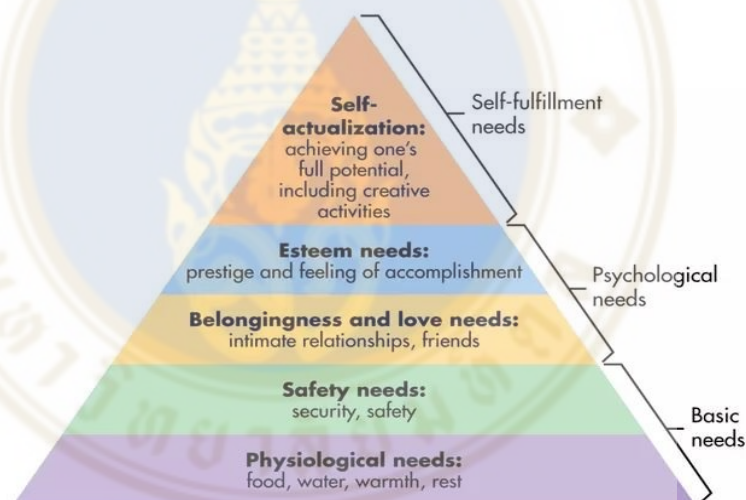 Self-
actualization:
achieving one's
full potential,
including creative
activities
Self-fulfillment
needs
Esteem needs:
prestige and feeling of accomplishment
Psychological
needs
Belongingness and love needs:
intimate relationships, friends
Safety needs:
security, safety
Basic
needs
Physiological needs:
food, water, warmth, rest